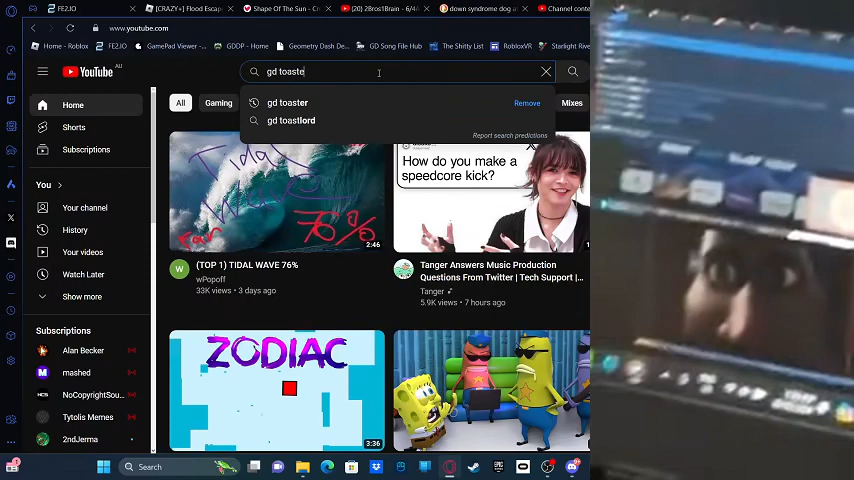 FE2.IO
[CRAZY+] Flood Escap
Shape Of The Sun - Cre
(20) 2Bros1Brain - 6/44
down syndrome dog at
Channel conten
www.youtube.com
Home - Roblox
FE2.IO
GamePad Viewer -
GDDP - Home
Geometry Dash De
GD Song File Hub
The Shitty List
RobloxVR
Starlight River
YouTube AU
gd toaste
All
Gaming
Mixes
gd toaster
Remove
gd toastlord
Report search predictions
Home
Shorts
Subscriptions
You
Your channel
History
Your videos
Watch Later
Show more
Subscriptions
Alan Becker
mashed
NoCopyrightSou...
Tytolis Memes
2ndJerma
Tidal
Wave
Far
76%
2:46
(TOP 1) TIDAL WAVE 76%
W
wPopoff
33K views • 3 days ago
How do you make a
speedcore kick?
Tanger Answers Music Production
Questions From Twitter | Tech Support |...
Tanger
5.9K views • 7 hours ago
ZODIAC
3:36
Search